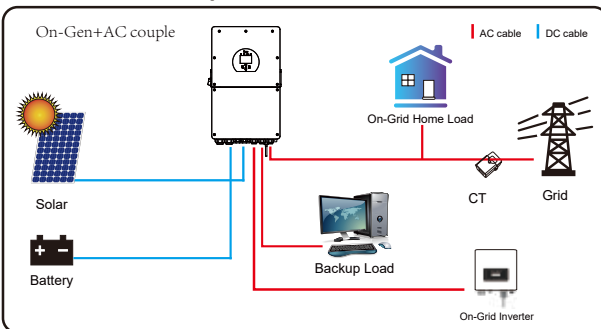 On-Gen+AC couple
AC cable
DC cable
On-Grid Home Load
Solar
CT
Grid
Battery
Backup Load
On-Grid Inverter